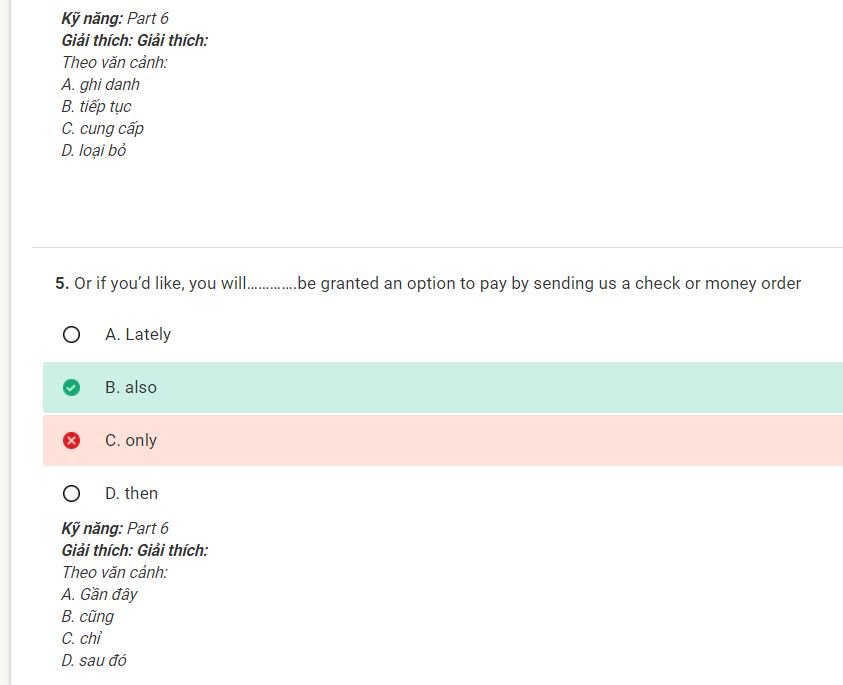 Kỹ năng: Part 6
Giải thích: Giải thích:
Theo văn cảnh:
A. ghi danh
B. tiếp tục
C. cung cấp
D. loại bỏ
5. Or if you’d like, you will.............be granted an option to pay by sending us a check or money order
A. Lately
B. also
C. only
D. then
Kỹ năng: Part 6
Giải thích: Giải thích:
Theo văn cảnh:
A. Gần đây
B. cũng
C. chỉ
D. sau đó